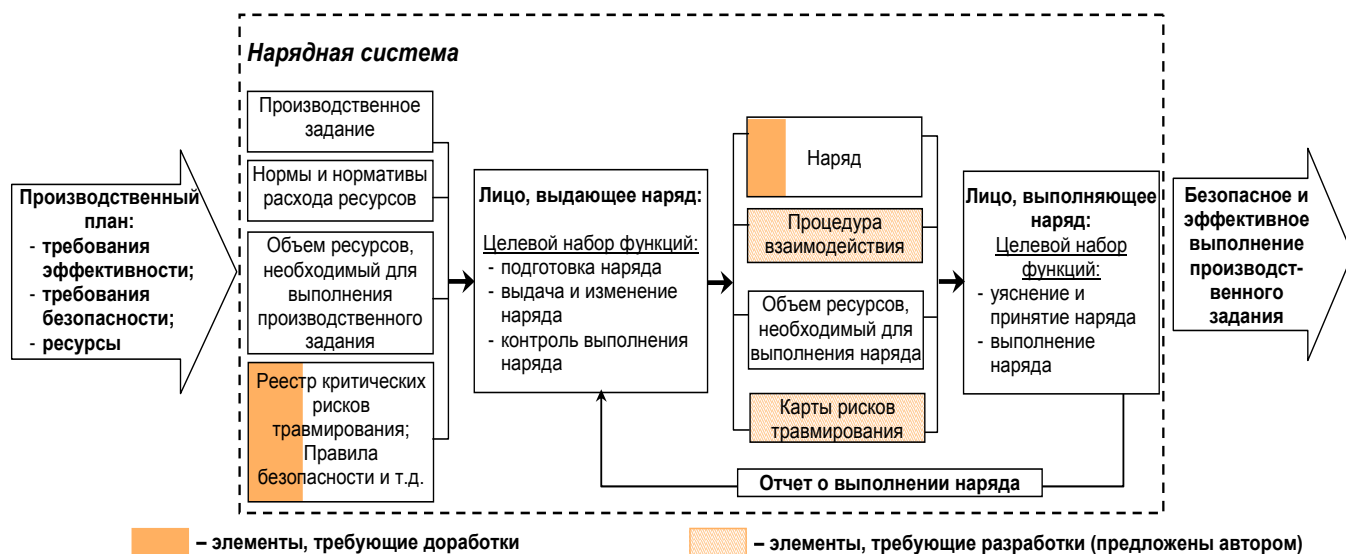 Нарядная система
Производственный
план:
- требования
эффективности;
- требования
безопасности;
- ресурсы
Производственное
задание
Нормы и нормативы
расхода ресурсов
Объем ресурсов,
необходимый для
выполнения
производственного
задания
Реестр критических
рисков
травмирования;
Правила
безопасности и т.д.
Лицо, выдающее наряд:
Целевой набор функций:
- подготовка наряда
- выдача и изменение
наряда
- контроль выполнения
наряда
Наряд
Процедура
взаимодействия
Объем ресурсов,
необходимый для
выполнения наряда
Карты рисков
травмирования
Лицо, выполняющее
наряд:
Целевой набор
функций:
- уяснение и
принятие наряда
- выполнение
наряда
Отчет о выполнении наряда
Безопасное и
эффективное
выполнение
производст-
венного
задания
– элементы, требующие доработки
– элементы, требующие разработки (предложены автором)